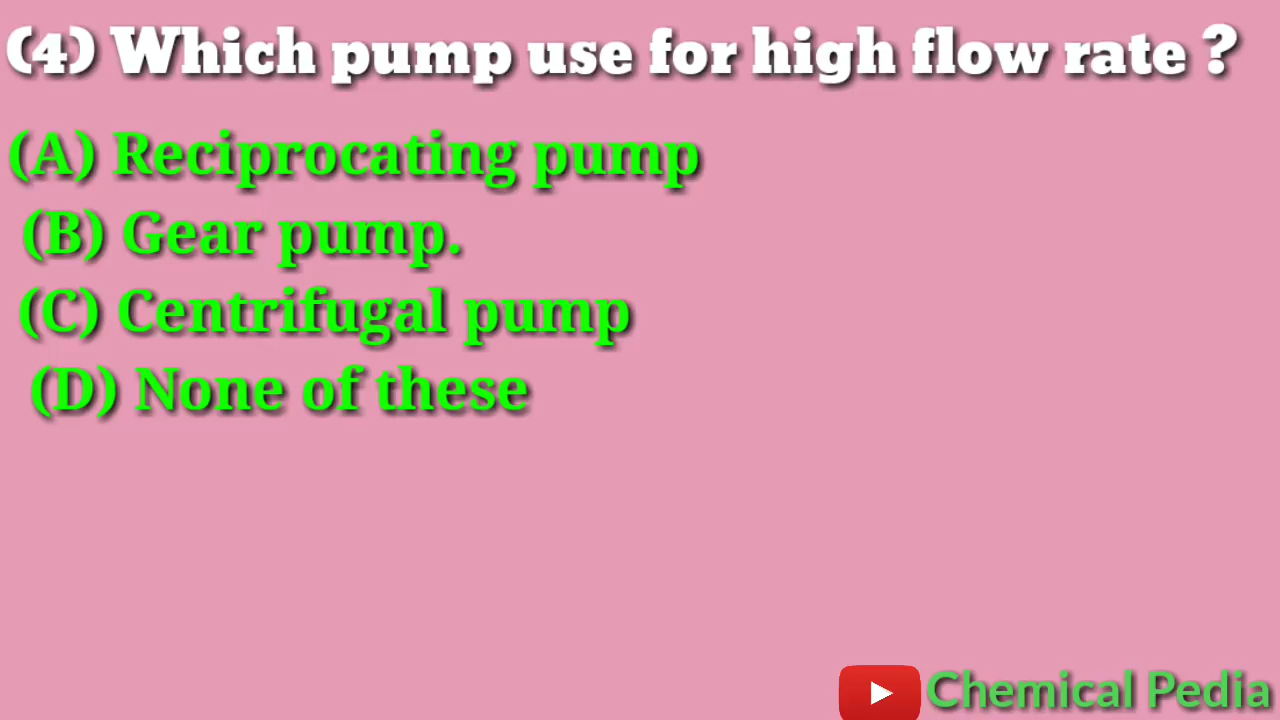 (4) Which pump use for high flow rate ?
(A) Reciprocating pump
(B) Gear pump.
(C) Centrifugal pump
(D) None of these
Chemical Pedia